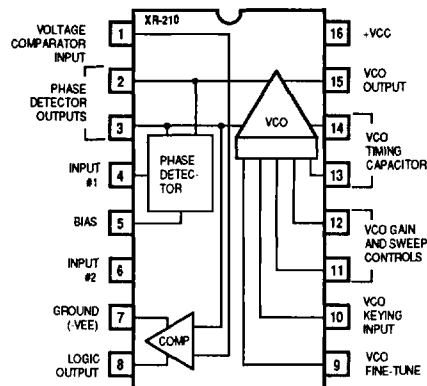 XR-210
VOLTAGE
COMPARATOR
INPUT
1
PHASE
DETECTOR
OUTPUTS
2
3
INPUT
#1
4
BIAS
5
INPUT
#2
6
GROUND
(-VEE)
7
LOGIC
OUTPUT
8
PHASE
DETEC-
TOR
COMP
VCO
16
+VCC
15
VCO
OUTPUT
14
13
VCO
TIMING
CAPACITOR
12
11
VCO GAIN
AND SWEEP
CONTROLS
10
VCO
KEYING
INPUT
9
VCO
FINE-TUNE